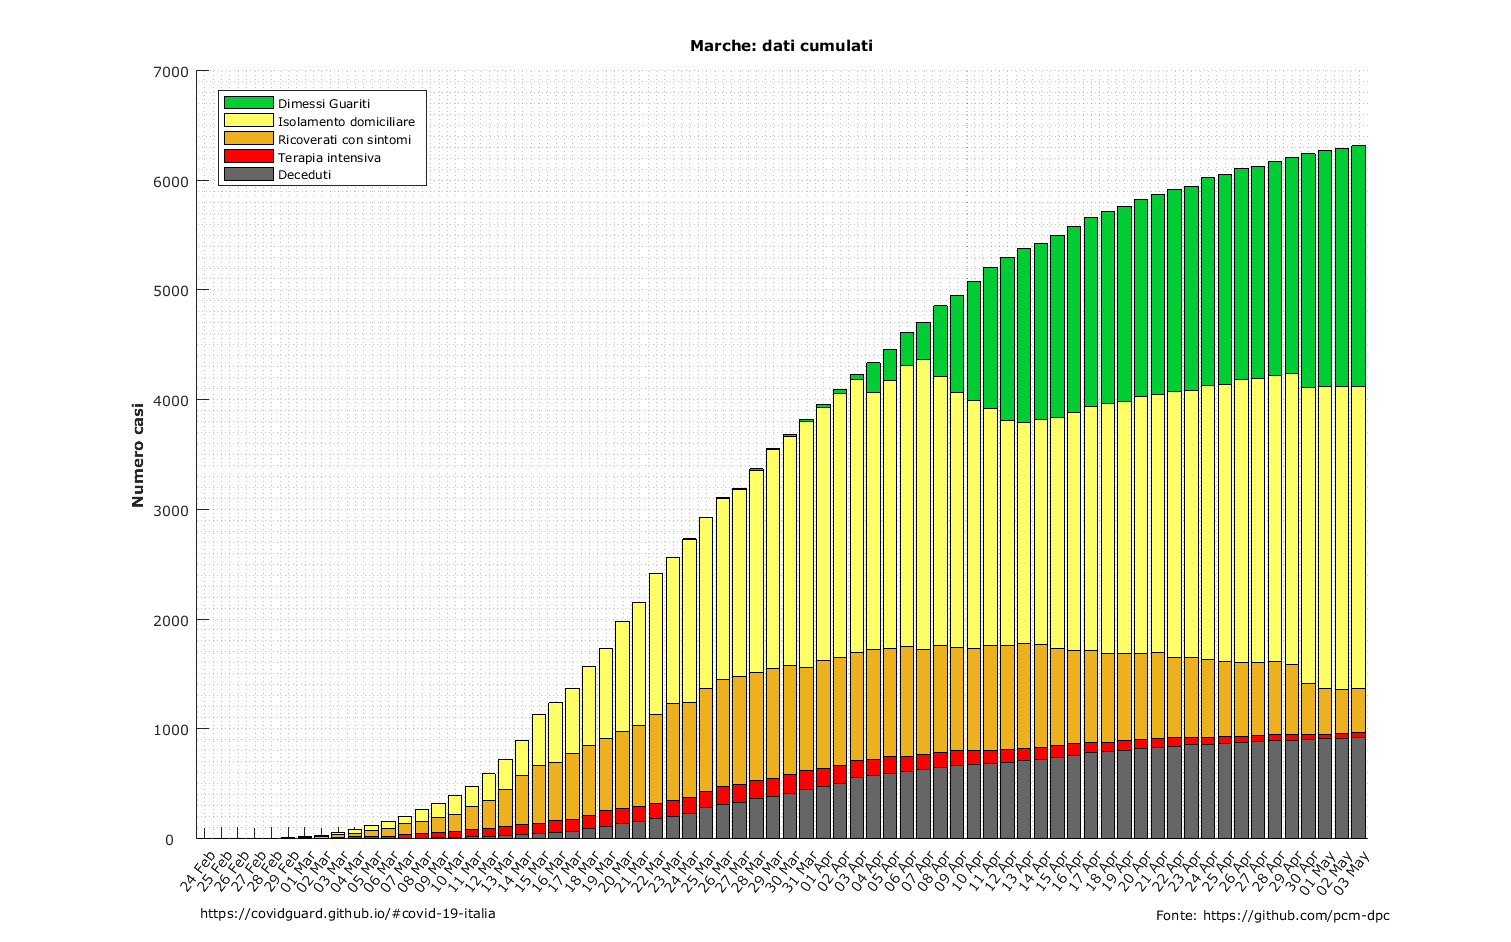 Marche: dati cumulati
7000
6000
5000
4000
3000
2000
1000
0
Numero casi
Dimessi Guariti
Isolamento domiciliare
Ricoverati con sintomi
Terapia intensiva
Deceduti
24 Feb
25 Feb
26 Feb
27 Feb
28 Feb
29 Feb
01 Mar
02 Mar
03 Mar
04 Mar
05 Mar
06 Mar
07 Mar
08 Mar
09 Mar
10 Mar
11 Mar
12 Mar
13 Mar
14 Mar
15 Mar
16 Mar
17 Mar
18 Mar
19 Mar
20 Mar
21 Mar
22 Mar
23 Mar
24 Mar
25 Mar
26 Mar
27 Mar
28 Mar
29 Mar
30 Mar
31 Mar
01 Apr
02 Apr
03 Apr
04 Apr
05 Apr
06 Apr
07 Apr
08 Apr
09 Apr
10 Apr
11 Apr
12 Apr
13 Apr
14 Apr
15 Apr
16 Apr
17 Apr
18 Apr
19 Apr
20 Apr
21 Apr
22 Apr
23 Apr
24 Apr
25 Apr
26 Apr
27 Apr
28 Apr
29 Apr
30 Apr
01 May
02 May
03 May
https://covidguard.github.io/#covid-19-italia
Fonte: https://github.com/pcm-dpc